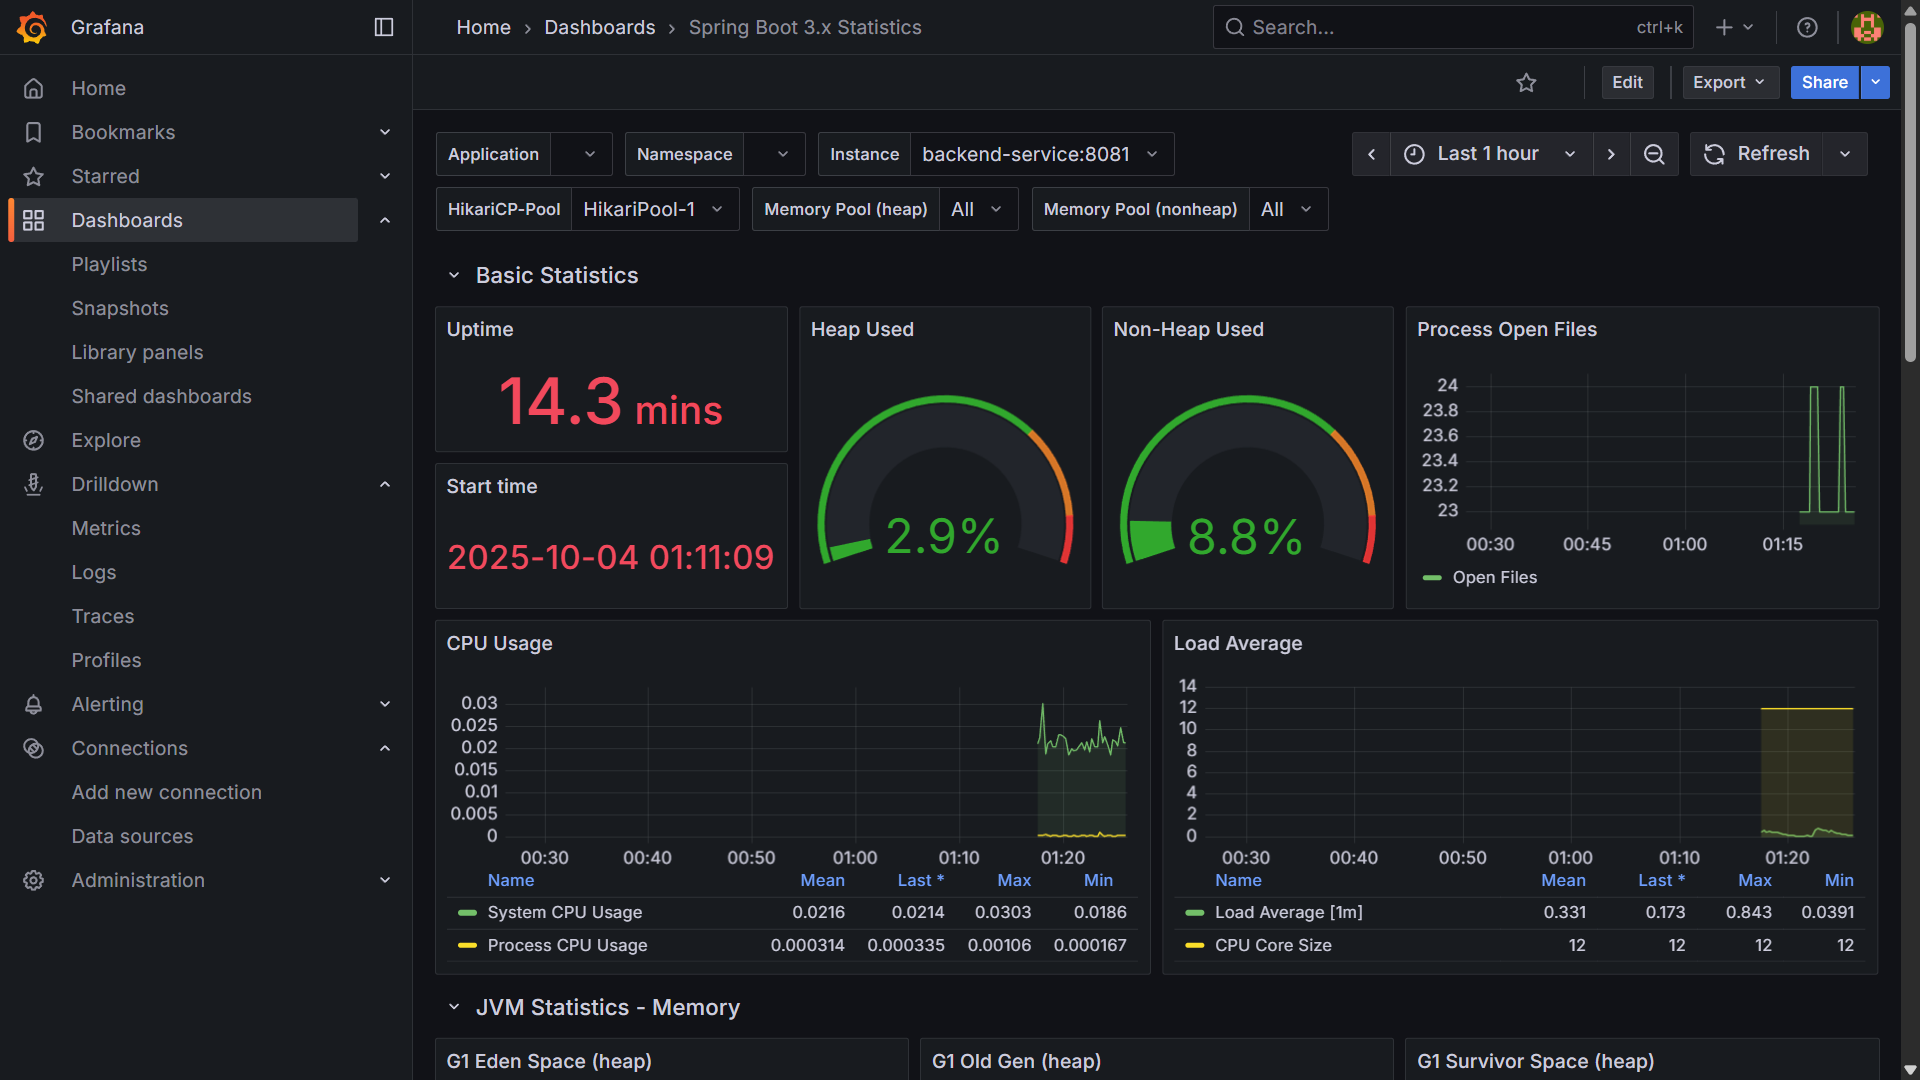 Grafana
Home › Dashboards › Spring Boot 3.x Statistics
Search...
ctrl+k
Edit
Export
Share
Home
Bookmarks
Starred
Dashboards
Playlists
Snapshots
Library panels
Shared dashboards
Explore
Drilldown
Metrics
Logs
Traces
Profiles
Alerting
Connections
Add new connection
Data sources
Administration
Application
Namespace
Instance backend-service:8081
Last 1 hour
Refresh
HikariCP-Pool HikariPool-1
Memory Pool (heap) All
Memory Pool (nonheap) All
Basic Statistics
Uptime
14.3 mins
Start time
2025-10-04 01:11:09
Heap Used
2.9%
Non-Heap Used
8.8%
Process Open Files
24
23.8
23.6
23.4
23.2
23
00:30 00:45 01:00 01:15
Open Files
CPU Usage
0.03
0.025
0.02
0.015
0.01
0.005
0
00:30 00:40 00:50 01:00 01:10 01:20
Name Mean Last * Max Min
System CPU Usage 0.0216 0.0214 0.0303 0.0186
Process CPU Usage 0.000314 0.000335 0.00106 0.000167
Load Average
14
12
10
8
6
4
2
0
00:30 00:40 00:50 01:00 01:10 01:20
Name Mean Last * Max Min
Load Average [1m] 0.331 0.173 0.843 0.0391
CPU Core Size 12 12 12 12
JVM Statistics - Memory
G1 Eden Space (heap)
G1 Old Gen (heap)
G1 Survivor Space (heap)